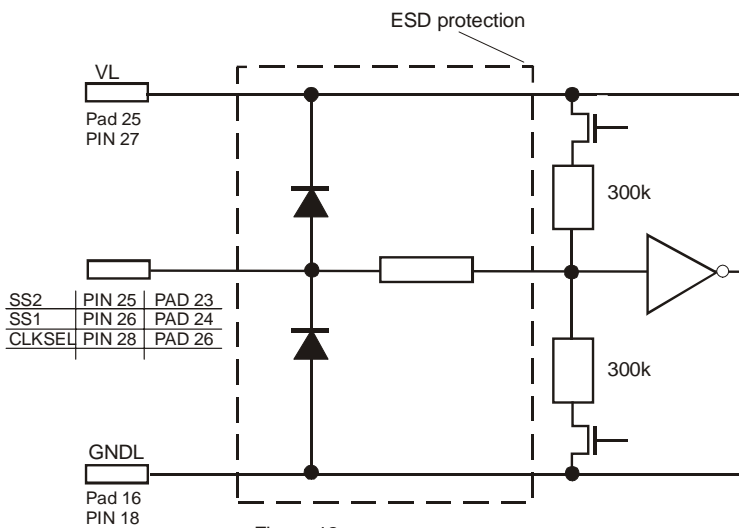 ESD protection
VL
Pad 25
PIN 27
300k
SS2 PIN 25 PAD 23
SS1 PIN 26 PAD 24
CLKSEL PIN 28 PAD 26
300k
GNDL
Pad 16
PIN 18